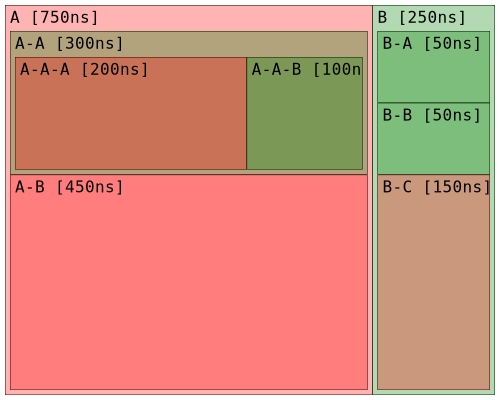 A [750ns]
A-A [300ns]
A-A-A [200ns]
A-A-B [100n
A-B [450ns]
B [250ns]
B-A [50ns]
B-B [50ns]
B-C [150ns]